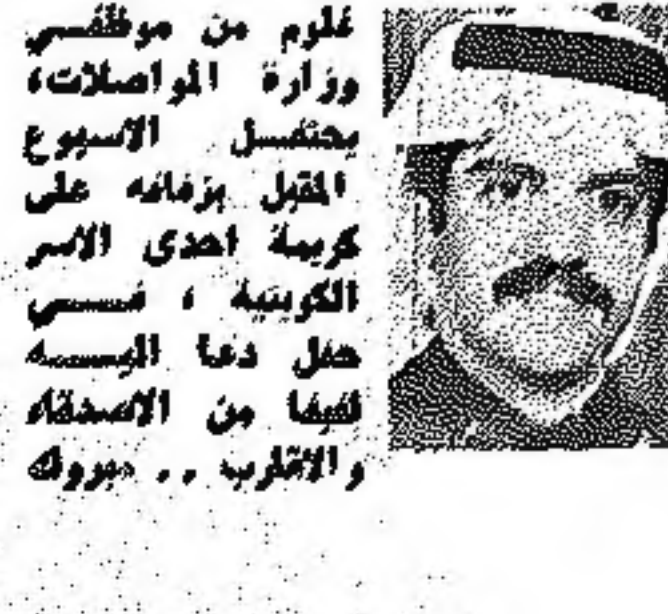 غلوم من موظفي
وزارة المواصلات،
يحتفل الاسبوع
المقبل بزفافه على
كريمة احدى الاسر
الكويتية ، في
حفل دعا اليه
لفيفا من الاصدقاء
والاقارب .. مبروك